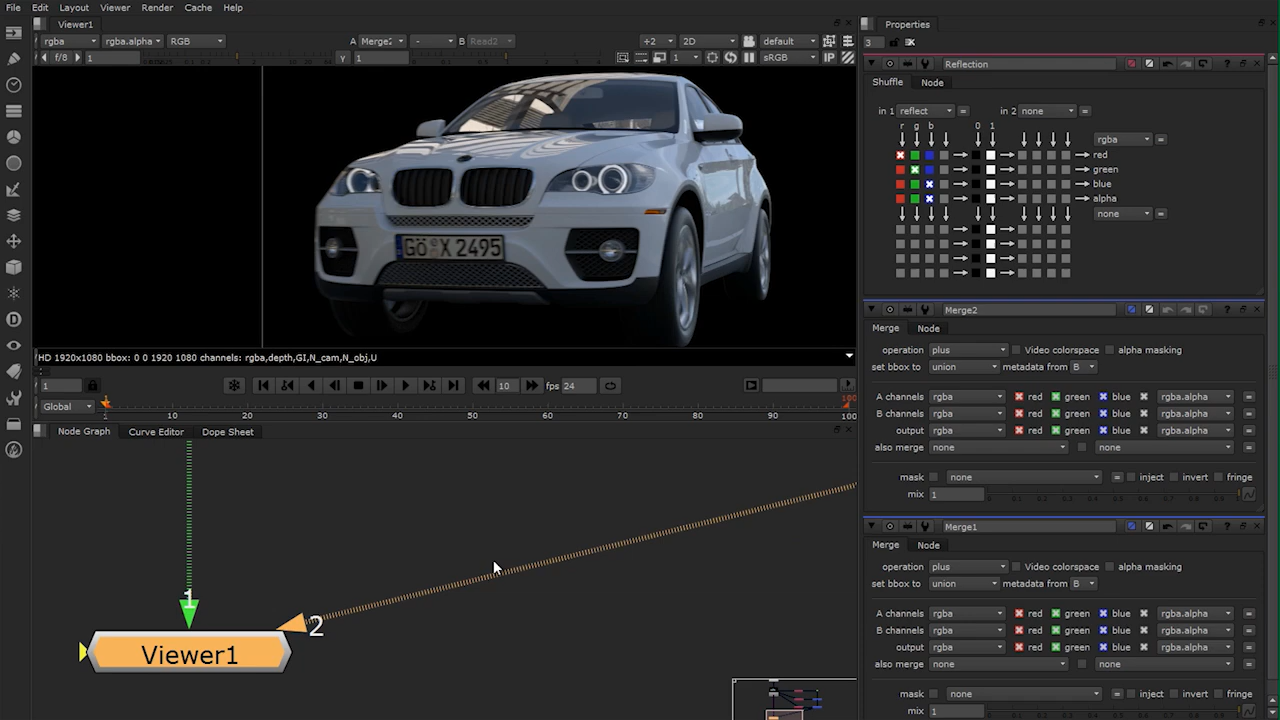 File Edit Layout Viewer Render Cache Help
Viewer1
rgba rgba.alpha RGB A Merge2 - B Read2 ÷2 2D default
f/8 1 Y 1 1 sRGB IP
HD 1920x1080 bbox: 0 0 1920 1080 channels: rgba,depth,GI,N_cam,N_obj,U
GÖ X 2495
1 10 fps 24
Global 1 10 20 30 40 50 60 70 80 90 100
100
Node Graph Curve Editor Dope Sheet
1
2
Viewer1
Properties
3
Reflection
Shuffle Node
in 1 reflect = in 2 none =
r g b 0 1
rgba =
red
green
blue
alpha
none =
Merge2
Merge Node
operation plus Video colorspace alpha masking
set bbox to union metadata from B
A channels rgba red green blue rgba.alpha =
B channels rgba red green blue rgba.alpha =
output rgba red green blue rgba.alpha =
also merge none none =
mask none = inject invert fringe
mix 1
Merge1
Merge Node
operation plus Video colorspace alpha masking
set bbox to union metadata from B
A channels rgba red green blue rgba.alpha =
B channels rgba red green blue rgba.alpha =
output rgba red green blue rgba.alpha =
also merge none none =
mask none = inject invert fringe
mix 1